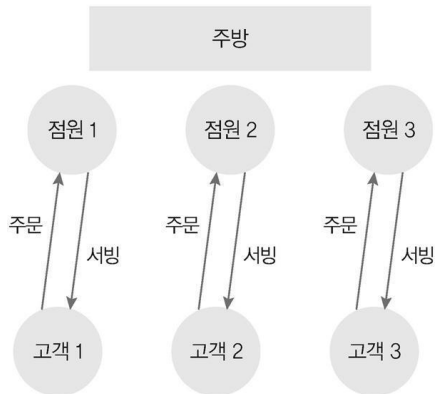 주방
점원 1
점원 2
점원 3
주문
서빙
주문
서빙
주문
서빙
고객 1
고객 2
고객 3